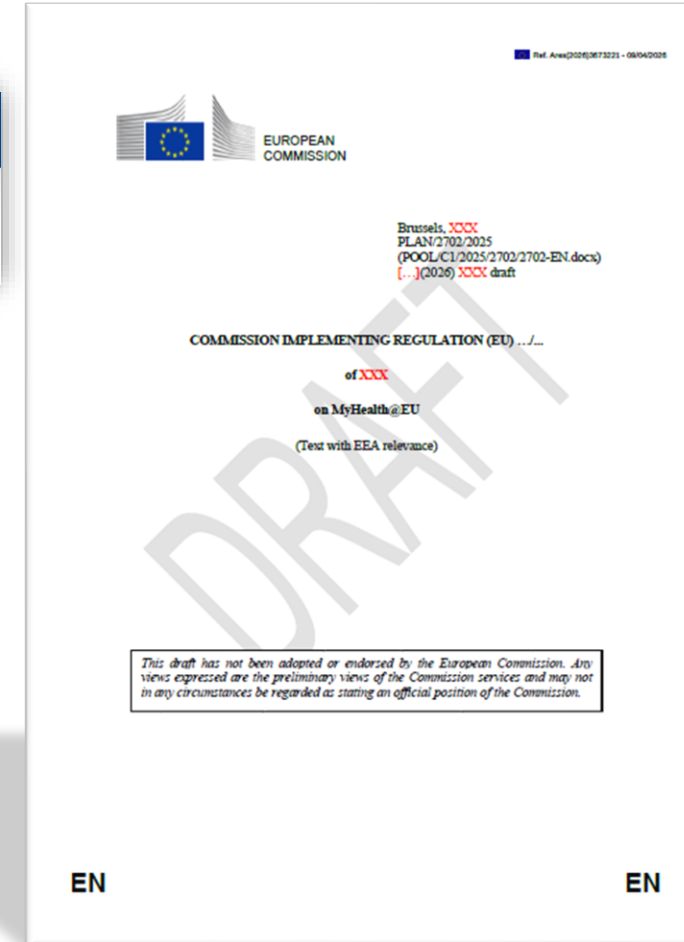 Ref. Ares(2026)3673221 - 09/04/2026
EUROPEAN
COMMISSION
Brussels, XXX
PLAN/2702/2025
(POOL/C1/2025/2702/2702-EN.docx)
[…](2026) XXX draft
COMMISSION IMPLEMENTING REGULATION (EU) …/...
of XXX
on MyHealth@EU
(Text with EEA relevance)
DRAFT
This draft has not been adopted or endorsed by the European Commission. Any
views expressed are the preliminary views of the Commission services and may not
in any circumstances be regarded as stating an official position of the Commission.
EN EN